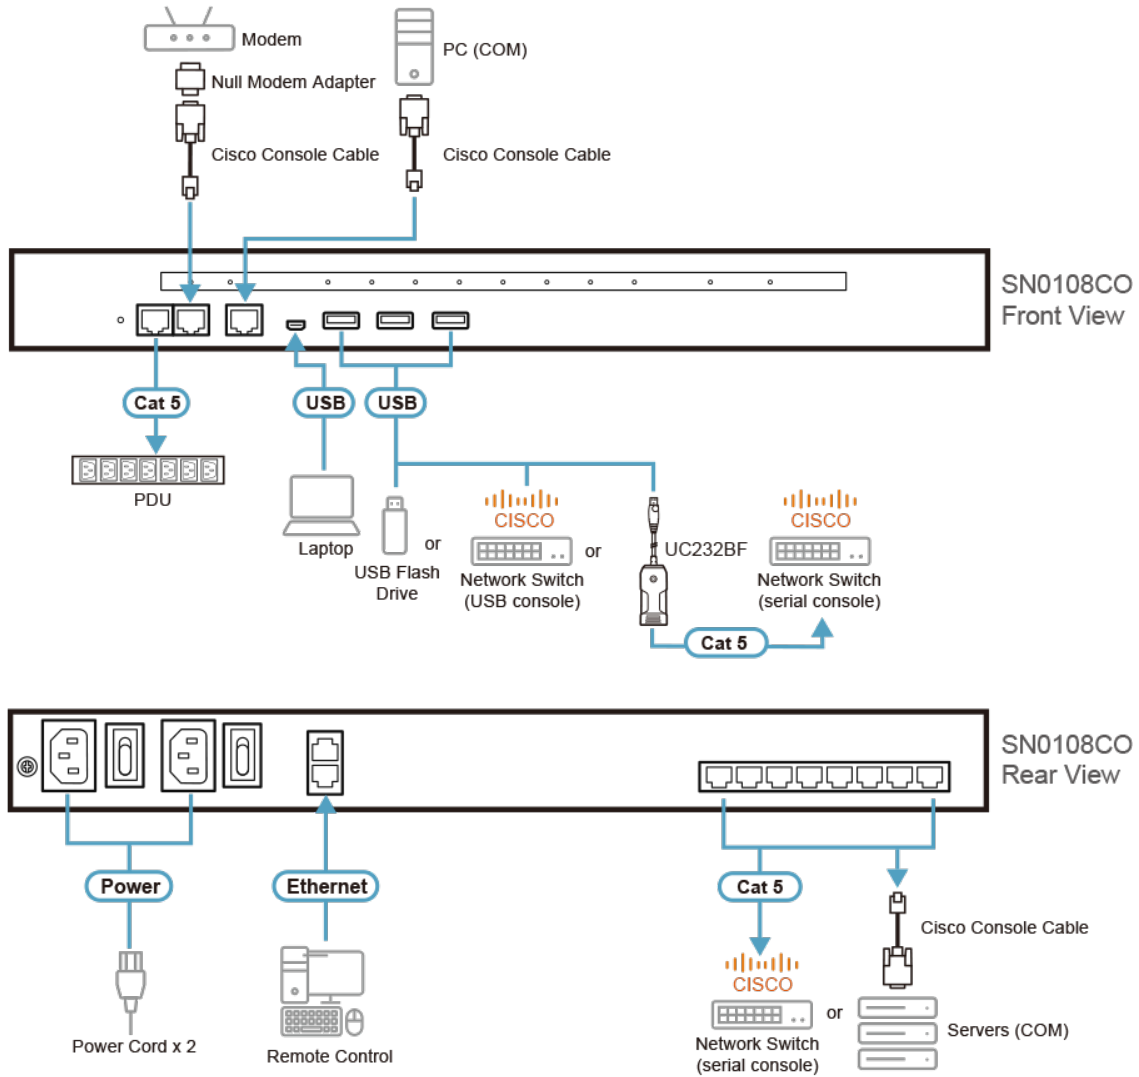 Modem
PC (COM)
Null Modem Adapter
Cisco Console Cable
Cisco Console Cable
SN0108CO
Front View
Cat 5
USB
USB
PDU
Laptop
USB Flash
Drive
or
CISCO
Network Switch
(USB console)
or
UC232BF
CISCO
Network Switch
(serial console)
Cat 5
SN0108CO
Rear View
Power
Ethernet
Cat 5
Cisco Console Cable
Power Cord x 2
Remote Control
CISCO
Network Switch
(serial console)
or
Servers (COM)